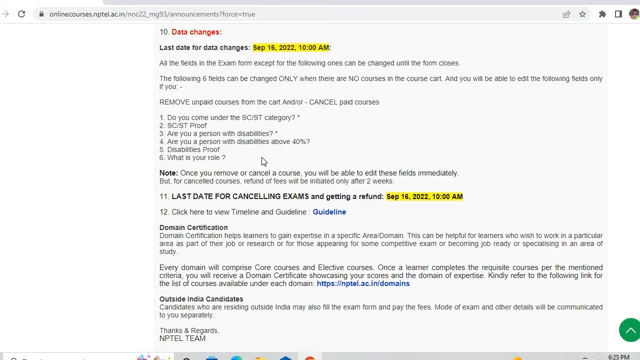 onlinecourses.nptel.ac.in/noc22_mg93/announcements?force=true
10. Data changes:
Last date for data changes: Sep 16, 2022, 10:00 AM:
All the fields in the Exam form except for the following ones can be changed until the form closes.
The following 6 fields can be changed ONLY when there are NO courses in the course cart. And you will be able to edit the following fields only
if you: -
REMOVE unpaid courses from the cart And/or - CANCEL paid courses
1. Do you come under the SC/ST category? *
2. SC/ST Proof
3. Are you a person with disabilities? *
4. Are you a person with disabilities above 40%?
5. Disabilities Proof
6. What is your role ?
Note: Once you remove or cancel a course, you will be able to edit these fields immediately.
But, for cancelled courses, refund of fees will be initiated only after 2 weeks.
11. LAST DATE FOR CANCELLING EXAMS and getting a refund: Sep 16, 2022, 10:00 AM
12. Click here to view Timeline and Guideline : Guideline
Domain Certification
Domain Certification helps learners to gain expertise in a specific Area/Domain. This can be helpful for learners who wish to work in a particular
area as part of their job or research or for those appearing for some competitive exam or becoming job ready or specialising in an area of
study.
Every domain will comprise Core courses and Elective courses. Once a learner completes the requisite courses per the mentioned
criteria, you will receive a Domain Certificate showcasing your scores and the domain of expertise. Kindly refer to the following link for
the list of courses available under each domain: https://nptel.ac.in/domains
Outside India Candidates
Candidates who are residing outside India may also fill the exam form and pay the fees. Mode of exam and other details will be communicated
to you separately.
Thanks & Regards,
NPTEL TEAM
6:25 PM